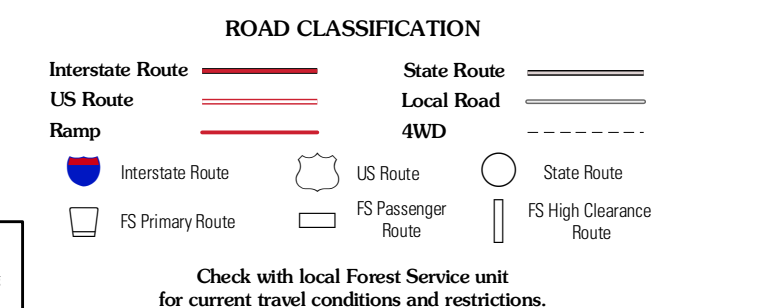 ROAD CLASSIFICATION
Interstate Route
State Route
US Route
Local Road
Ramp
4WD
Interstate Route
US Route
State Route
FS Primary Route
FS Passenger
Route
FS High Clearance
Route
Check with local Forest Service unit
for current travel conditions and restrictions.